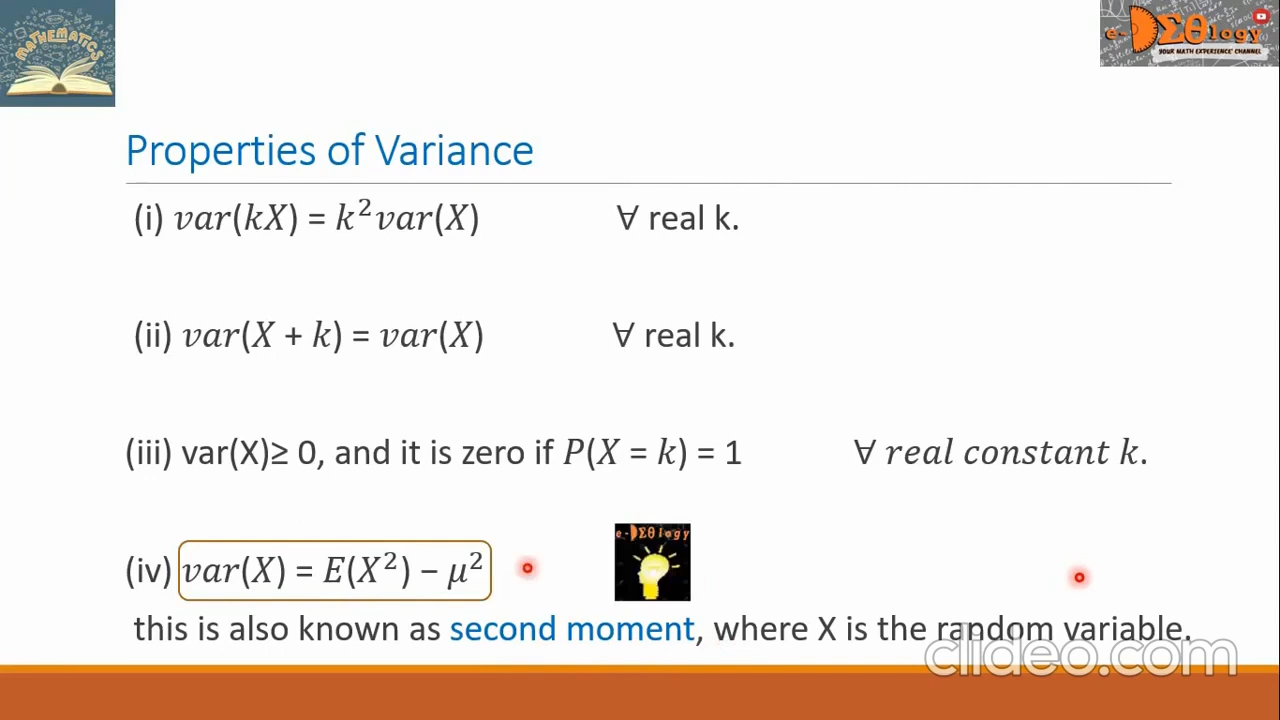 MATHEMATICS
e-DΣθlogy
YOUR MATH EXPERIENCE CHANNEL
Properties of Variance
(i) var(kX) = k²var(X) ∀ real k.
(ii) var(X + k) = var(X) ∀ real k.
(iii) var(X)≥ 0, and it is zero if P(X = k) = 1 ∀ real constant k.
e-DΣθlogy
(iv) var(X) = E(X²) − μ²
this is also known as second moment, where X is the random variable.
clideo.com